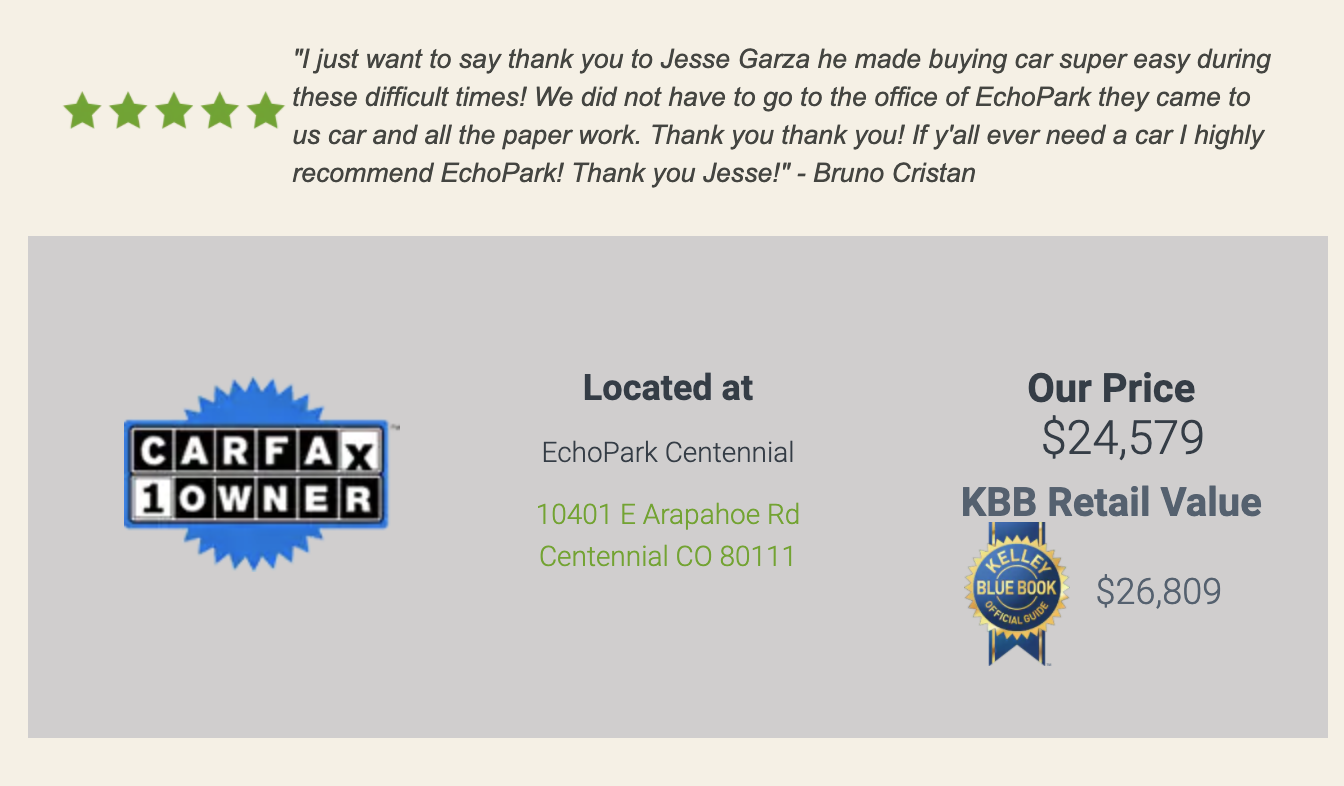 "I just want to say thank you to Jesse Garza he made buying car super easy during
these difficult times! We did not have to go to the office of EchoPark they came to
us car and all the paper work. Thank you thank you! If y'all ever need a car I highly
recommend EchoPark! Thank you Jesse!" - Bruno Cristan
CARFAX
1 OWNER
Located at
EchoPark Centennial
10401 E Arapahoe Rd
Centennial CO 80111
Our Price
$24,579
KBB Retail Value
KELLEY
BLUE BOOK
OFFICIAL GUIDE
$26,809